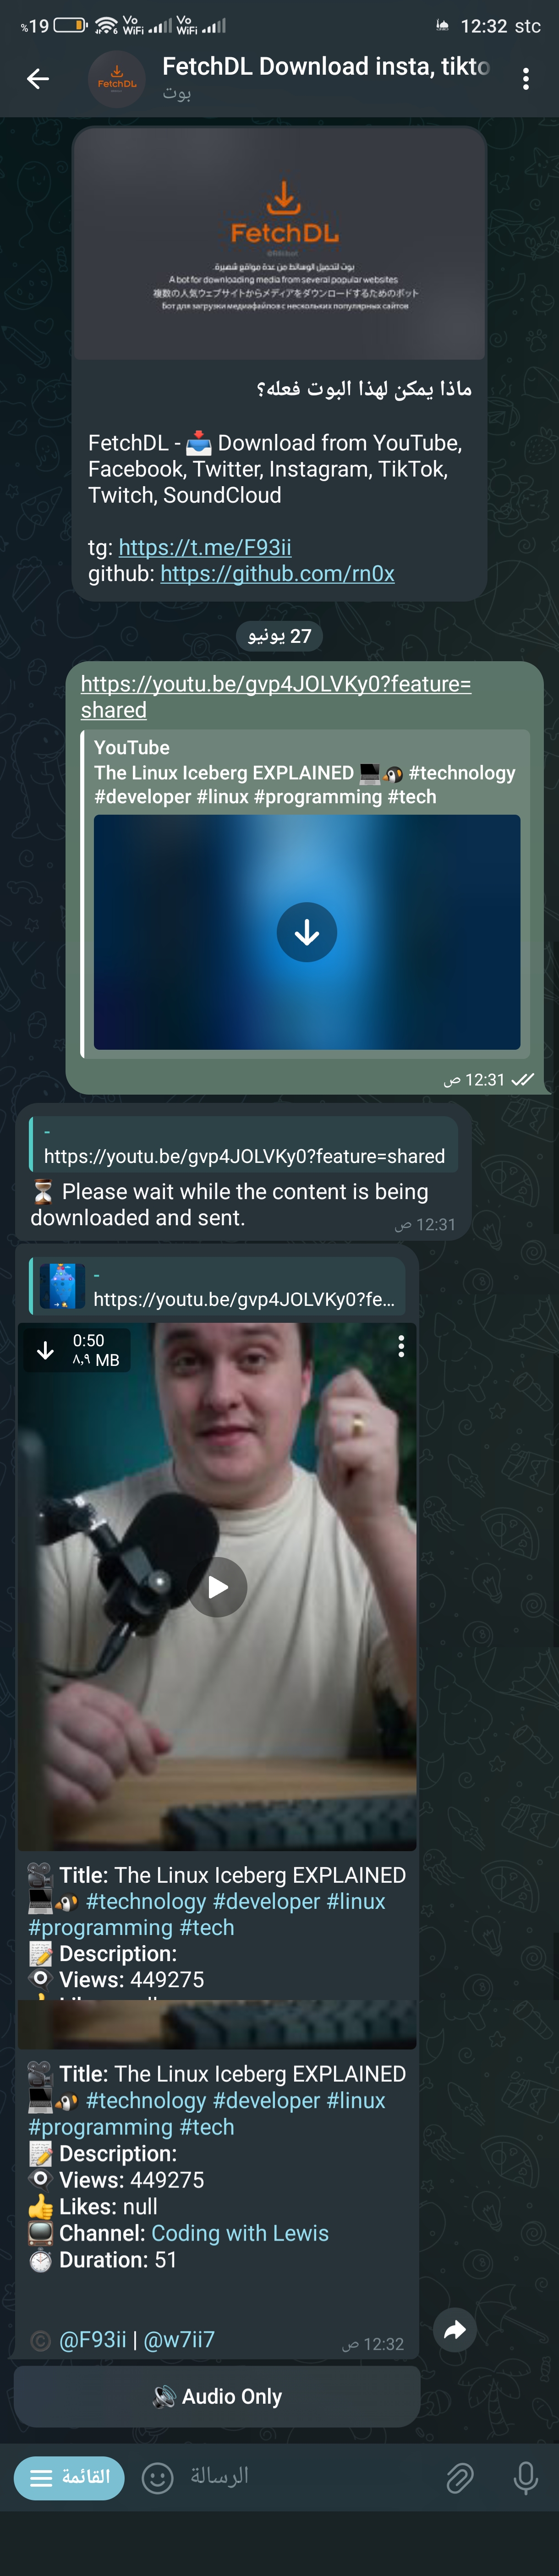 %19 Vo WiFi Vo WiFi 12:32 stc
FetchDL Download insta, tikto
بوت
FetchDL
FetchDL
بوت لتحميل الوسائط من عدة مواقع شهيرة.
A bot for downloading media from several popular websites
複数の人気ウェブサイトからメディアをダウンロードするためのボット
Бот для загрузки медиафайлов с нескольких популярных сайтов
ماذا يمكن لهذا البوت فعله؟
FetchDL - 📥 Download from YouTube,
Facebook, Twitter, Instagram, TikTok,
Twitch, SoundCloud
tg: https://t.me/F93ii
github: https://github.com/rn0x
27 يونيو
https://youtu.be/gvp4JOLVKy0?feature=
shared
YouTube
The Linux Iceberg EXPLAINED 💻🐧 #technology
#developer #linux #programming #tech
12:31 ص
-
https://youtu.be/gvp4JOLVKy0?feature=shared
⏳ Please wait while the content is being
downloaded and sent.
12:31 ص
-
https://youtu.be/gvp4JOLVKy0?fe...
0:50
٨,٩ MB
🎥 Title: The Linux Iceberg EXPLAINED
💻🐧 #technology #developer #linux
#programming #tech
📝 Description:
👁 Views: 449275
🎥 Title: The Linux Iceberg EXPLAINED
💻🐧 #technology #developer #linux
#programming #tech
📝 Description:
👁 Views: 449275
👍 Likes: null
📺 Channel: Coding with Lewis
⏱ Duration: 51
©️ @F93ii | @w7ii7
12:32 ص
🔊 Audio Only
القائمة
الرسالة